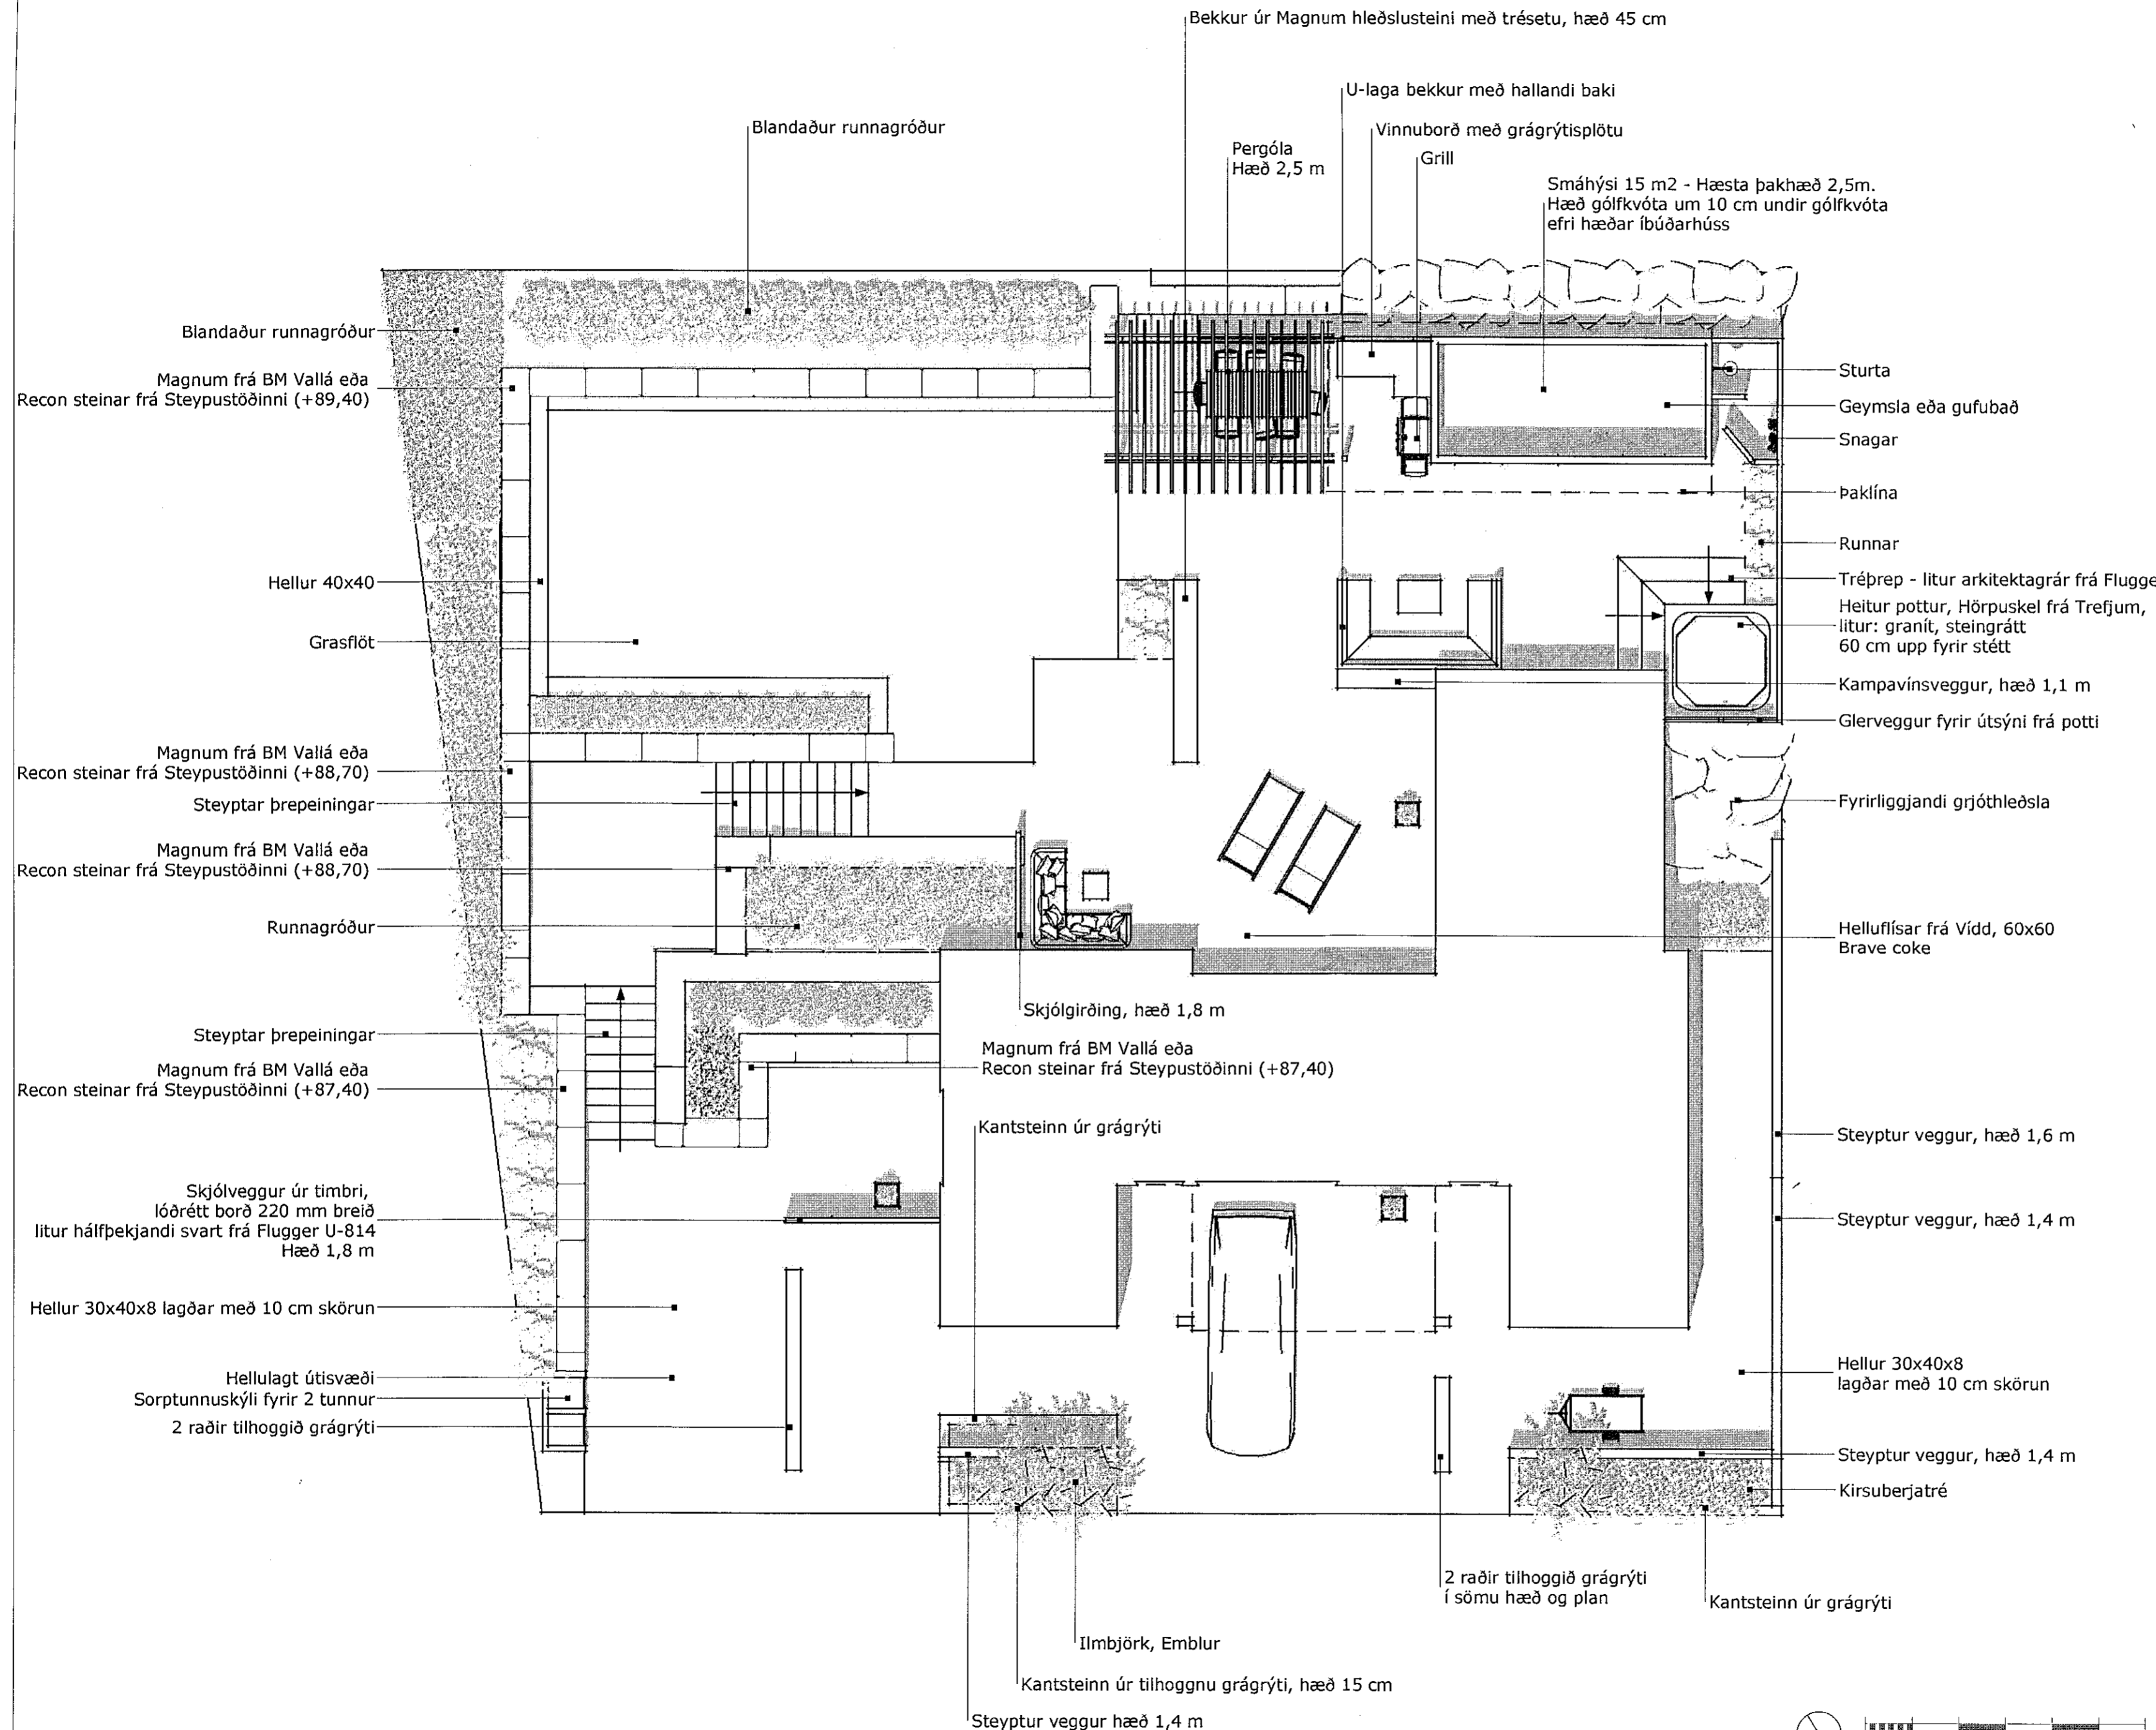 Bekkur úr Magnum hleðslusteini með trésetu, hæð 45 cm
U-laga bekkur með hallandi baki
Blandaður runnagróður
Vinnuborð með grágrýtisplötu
Pergóla
Hæð 2,5 m
Grill
Smáhýsi 15 m2 - Hæsta þakhæð 2,5m.
Hæð gólfkvóta um 10 cm undir gólfkvóta
efri hæðar íbúðarhúss
Blandaður runnagróður
Magnum frá BM Vallá eða
Recon steinar frá Steypustöðinni (+89,40)
Hellur 40x40
Grasflöt
Magnum frá BM Vallá eða
Recon steinar frá Steypustöðinni (+88,70)
Steyptar þrepeiningar
Magnum frá BM Vallá eða
Recon steinar frá Steypustöðinni (+88,70)
Runnagróður
Steyptar þrepeiningar
Magnum frá BM Vallá eða
Recon steinar frá Steypustöðinni (+87,40)
Skjólveggur úr timbri,
lóðrétt borð 220 mm breið
litur hálfþekjandi svart frá Flugger U-814
Hæð 1,8 m
Hellur 30x40x8 lagðar með 10 cm skörun
Hellulagt útisvæði
Sorptunnuskýli fyrir 2 tunnur
2 raðir tilhoggið grágrýti
Sturta
Geymsla eða gufubað
Snagar
Þaklína
Runnar
Tréþrep - litur arkitektagrár frá Flugge
Heitur pottur, Hörpuskel frá Trefjum,
litur: granít, steingrátt
60 cm upp fyrir stétt
Kampavínsveggur, hæð 1,1 m
Glerveggur fyrir útsýni frá potti
Fyrirliggjandi grjóthleðsla
Helluflísar frá Vídd, 60x60
Brave coke
Skjólgirðing, hæð 1,8 m
Magnum frá BM Vallá eða
Recon steinar frá Steypustöðinni (+87,40)
Kantsteinn úr grágrýti
Steyptur veggur, hæð 1,6 m
Steyptur veggur, hæð 1,4 m
Hellur 30x40x8
lagðar með 10 cm skörun
Steyptur veggur, hæð 1,4 m
Kirsuberjatré
2 raðir tilhoggið grágrýti
í sömu hæð og plan
Kantsteinn úr grágrýti
Ilmbjörk, Emblur
Kantsteinn úr tilhoggnu grágrýti, hæð 15 cm
Steyptur veggur hæð 1,4 m